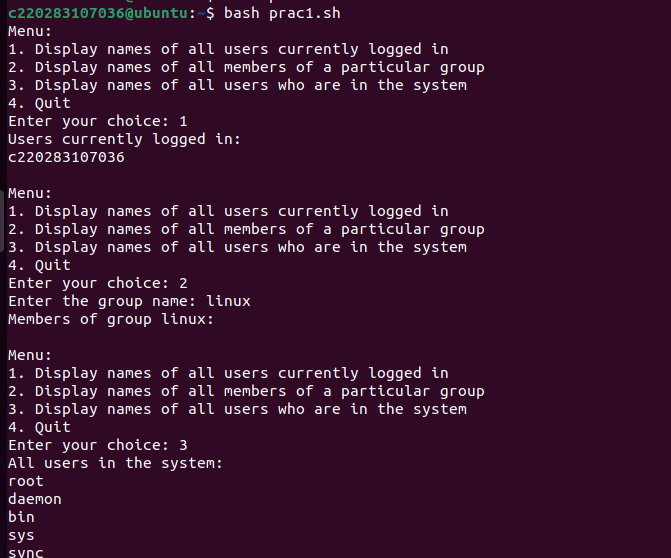 c220283107036@ubuntu:~$ bash prac1.sh
Menu:
1. Display names of all users currently logged in
2. Display names of all members of a particular group
3. Display names of all users who are in the system
4. Quit
Enter your choice: 1
Users currently logged in:
c220283107036
Menu:
1. Display names of all users currently logged in
2. Display names of all members of a particular group
3. Display names of all users who are in the system
4. Quit
Enter your choice: 2
Enter the group name: linux
Members of group linux:
Menu:
1. Display names of all users currently logged in
2. Display names of all members of a particular group
3. Display names of all users who are in the system
4. Quit
Enter your choice: 3
All users in the system:
root
daemon
bin
sys
sync